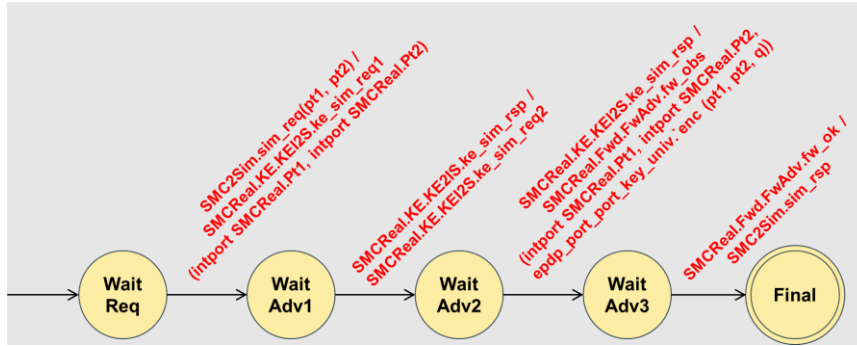 SMC2Sim.sim_req(pt1, pt2) /
SMCReal.KE.KEI2S.ke_sim_req1
(intport SMCReal.Pt1, intport SMCReal.Pt2)
SMCReal.KE.KE2IS.ke_sim_rsp /
SMCReal.KE.KEI2S.ke_sim_req2
SMCReal.KE.KEI2S.ke_sim_rsp /
SMCReal.Fwd.FwAdv.fw_obs
(intport SMCReal.Pt1, intport SMCReal.Pt2,
epdp_port_port_key_univ.`enc (pt1, pt2, q))
SMCReal.Fwd.FwAdv.fw_ok /
SMC2Sim.sim_rsp
Wait
Req
Wait
Adv1
Wait
Adv2
Wait
Adv3
Final